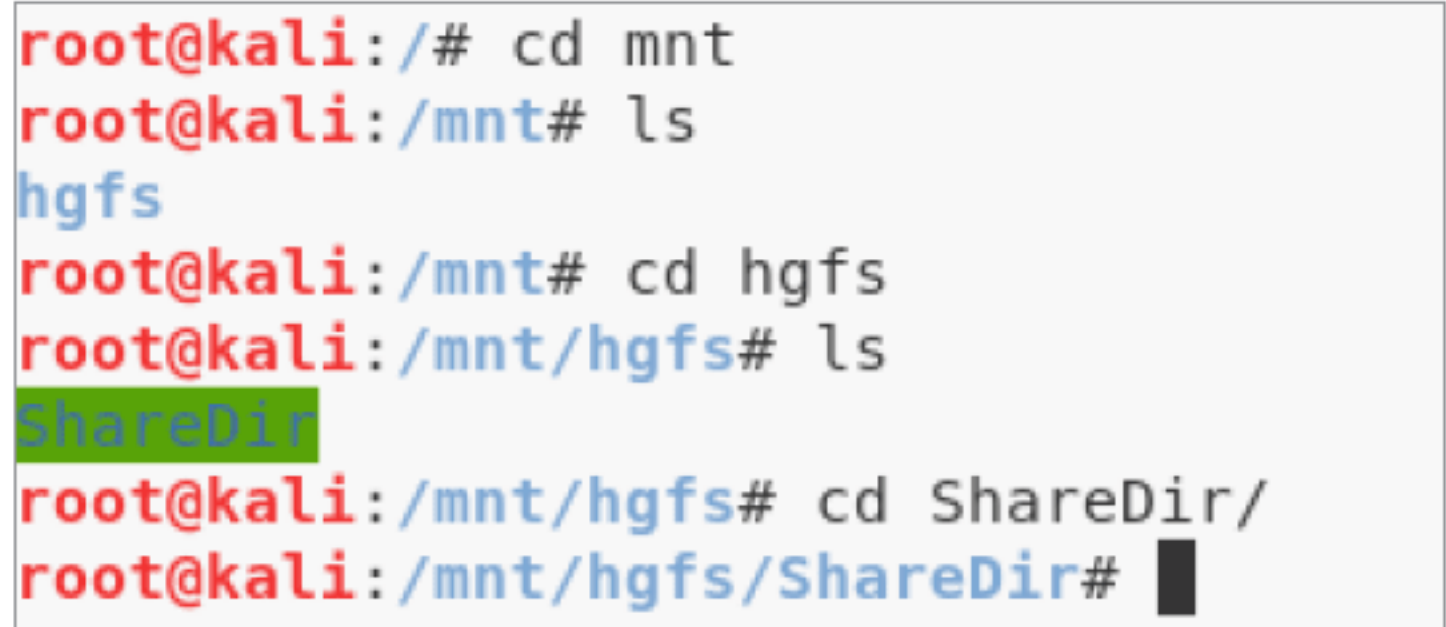 root@kali:/# cd mnt
root@kali:/mnt# ls
hgfs
root@kali:/mnt# cd hgfs
root@kali:/mnt/hgfs# ls
ShareDir
root@kali:/mnt/hgfs# cd ShareDir/
root@kali:/mnt/hgfs/ShareDir#